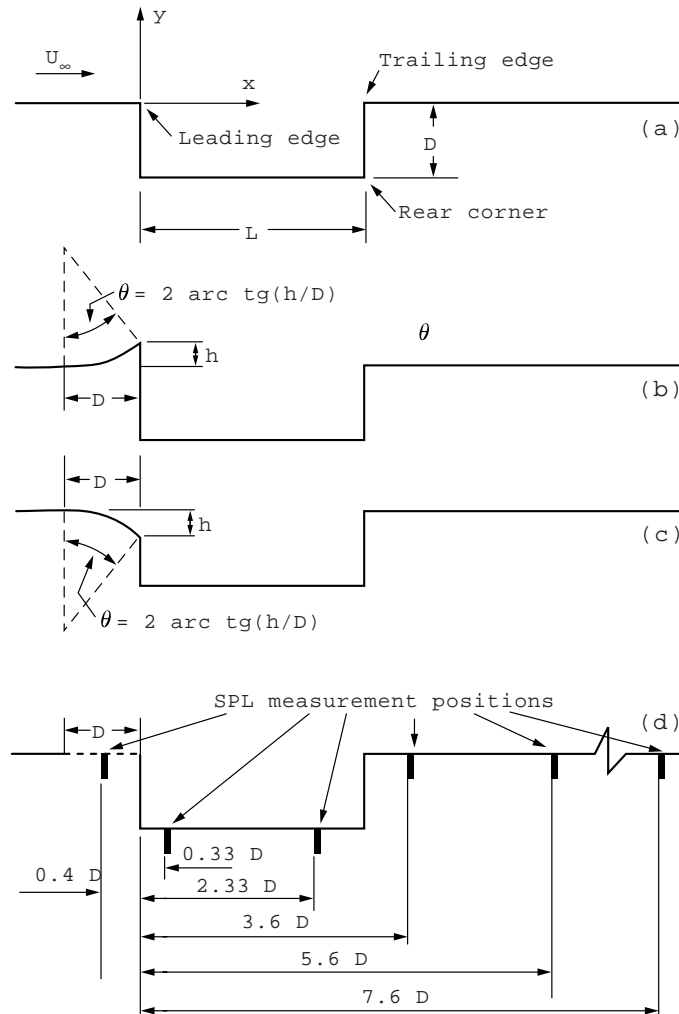 y
U∞
x
Trailing edge
Leading edge
D
(a)
Rear corner
L
θ = 2 arc tg(h/D)
h
θ
D
(b)
D
h
(c)
θ = 2 arc tg(h/D)
SPL measurement positions
D
(d)
0.33 D
0.4 D
2.33 D
3.6 D
5.6 D
7.6 D